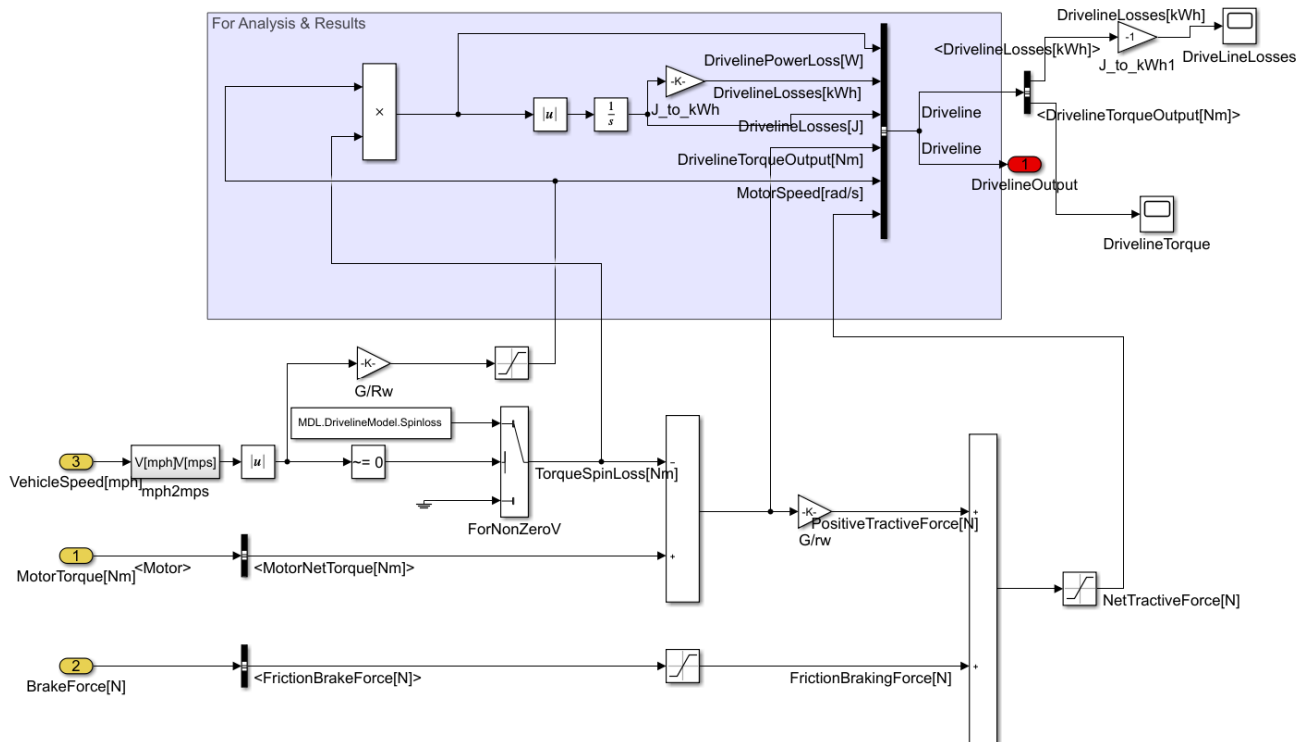 For Analysis & Results
DrivelineLosses[kWh]
-1
<DrivelineLosses[kWh]>
J_to_kWh1
DriveLineLosses
DrivelinePowerLoss[W]
×
|u|
1
s
-K-
J_to_kWh
DrivelineLosses[kWh]
DrivelineLosses[J]
Driveline
<DrivelineTorqueOutput[Nm]>
Driveline
DrivelineTorqueOutput[Nm]
1
DrivelineOutput
MotorSpeed[rad/s]
DrivelineTorque
-K-
G/Rw
MDL.DrivelineModel.Spinloss
3
VehicleSpeed[mph]
V[mph]V[mps]
mph2mps
|u|
~= 0
TorqueSpinLoss[Nm]
−
ForNonZeroV
-K-
G/rw
PositiveTractiveForce[N]
+
1
MotorTorque[Nm]
<Motor>
<MotorNetTorque[Nm]>
+
NetTractiveForce[N]
2
BrakeForce[N]
<FrictionBrakeForce[N]>
FrictionBrakingForce[N]
+